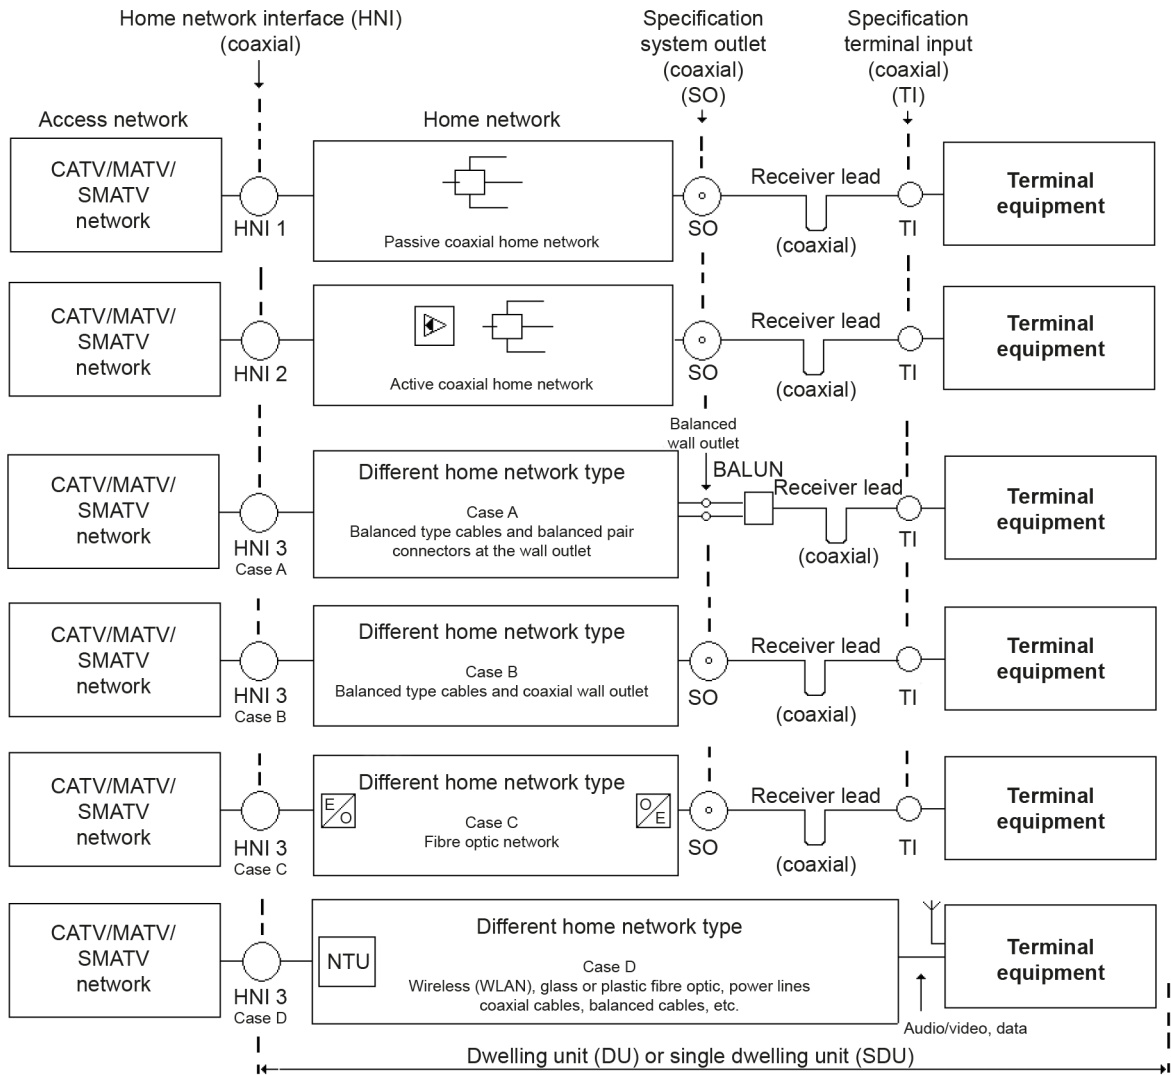 Home network interface (HNI)
(coaxial)
Specification
system outlet
(coaxial)
(SO)
Specification
terminal input
(coaxial)
(TI)
Access network
Home network
CATV/MATV/
SMATV
network
HNI 1
Passive coaxial home network
SO
Receiver lead
(coaxial)
TI
Terminal
equipment
CATV/MATV/
SMATV
network
HNI 2
Active coaxial home network
SO
Receiver lead
(coaxial)
TI
Terminal
equipment
CATV/MATV/
SMATV
network
HNI 3
Case A
Different home network type
Case A
Balanced type cables and balanced pair
connectors at the wall outlet
Balanced
wall outlet
BALUN
Receiver lead
(coaxial)
TI
Terminal
equipment
CATV/MATV/
SMATV
network
HNI 3
Case B
Different home network type
Case B
Balanced type cables and coaxial wall outlet
SO
Receiver lead
(coaxial)
TI
Terminal
equipment
CATV/MATV/
SMATV
network
HNI 3
Case C
E
O
Different home network type
Case C
Fibre optic network
O
E
SO
Receiver lead
(coaxial)
TI
Terminal
equipment
CATV/MATV/
SMATV
network
HNI 3
Case D
NTU
Different home network type
Case D
Wireless (WLAN), glass or plastic fibre optic, power lines
coaxial cables, balanced cables, etc.
Audio/video, data
Terminal
equipment
Dwelling unit (DU) or single dwelling unit (SDU)